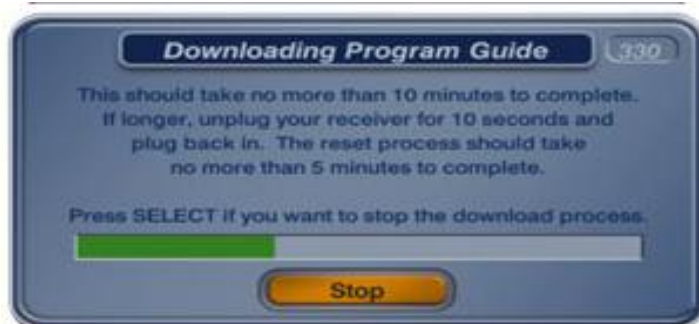 Downloading Program Guide 330
This should take no more than 10 minutes to complete.
If longer, unplug your receiver for 10 seconds and
plug back in. The reset process should take
no more than 5 minutes to complete.
Press SELECT if you want to stop the download process.
Stop